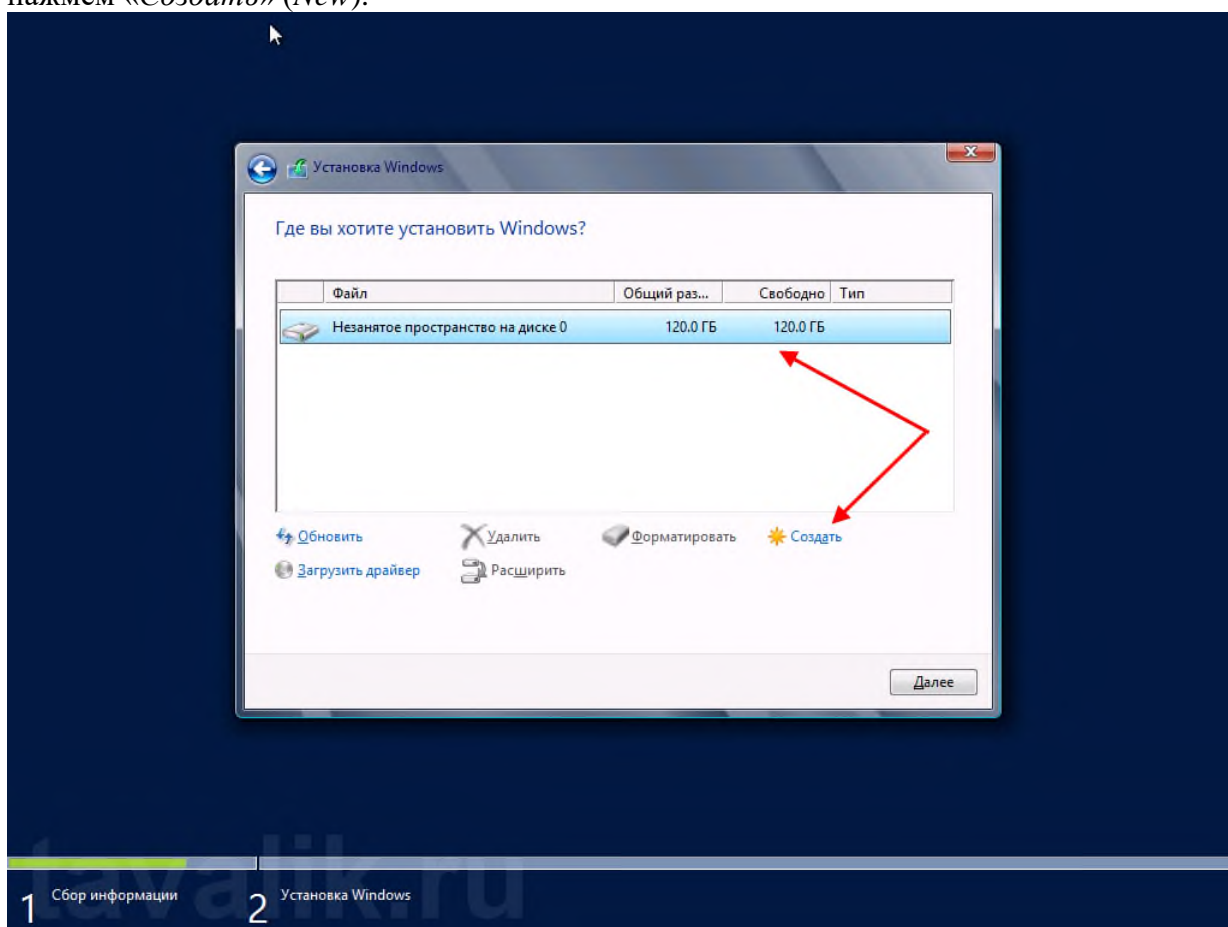 нажмем «Создать» (New).
Установка Windows
Где вы хотите установить Windows?
Файл Общий раз... Свободно Тип
Незанятое пространство на диске 0 120.0 ГБ 120.0 ГБ
Обновить Удалить Форматировать Создать
Загрузить драйвер Расширить
Далее
tavalik.ru
1 Сбор информации 2 Установка Windows